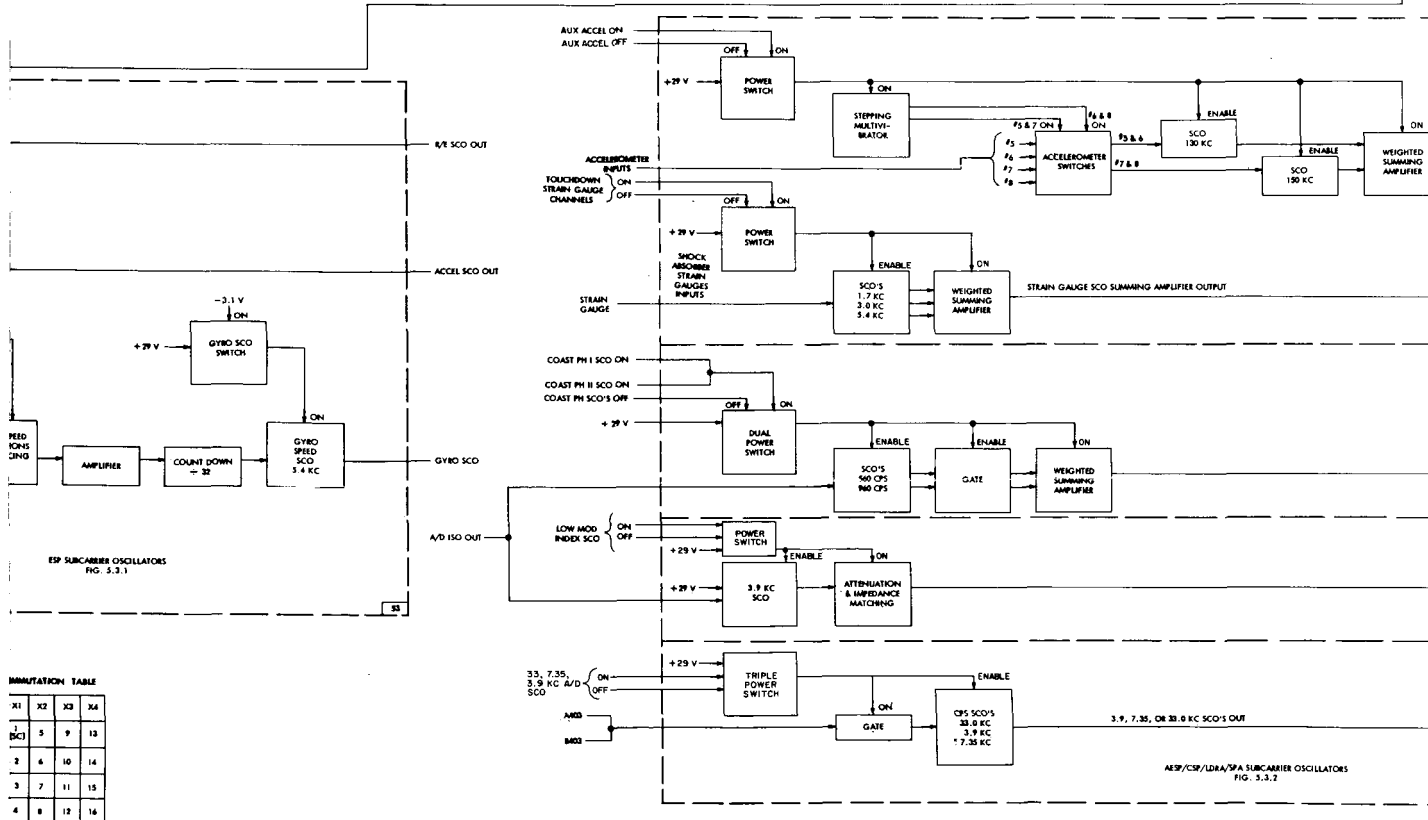 AUX ACCEL ON
AUX ACCEL OFF
OFF
ON
+29 V
POWER
SWITCH
ON
STEPPING
MULTIVI-
BRATOR
#5 & 7 ON
#6 & 8
ON
ACCELEROMETER
INPUTS
#5
#6
#7
#8
ACCELEROMETER
SWITCHES
#5 & 6
#7 & 8
ENABLE
SCO
130 KC
ENABLE
SCO
150 KC
ON
WEIGHTED
SUMMING
AMPLIFIER
R/E SCO OUT
TOUCHDOWN
STRAIN GAUGE
CHANNELS
ON
OFF
OFF
ON
+ 29 V
POWER
SWITCH
SHOCK
ABSORBER
STRAIN
GAUGES
INPUTS
STRAIN
GAUGE
ENABLE
SCO'S
1.7 KC
3.0 KC
5.4 KC
ON
WEIGHTED
SUMMING
AMPLIFIER
STRAIN GAUGE SCO SUMMING AMPLIFIER OUTPUT
ACCEL SCO OUT
-3.1 V
ON
+29 V
GYRO SCO
SWITCH
ON
AMPLIFIER
COUNT DOWN
÷ 32
GYRO
SPEED
SCO
5.4 KC
GYRO SCO
ESP SUBCARRIER OSCILLATORS
FIG. 5.3.1
53
COAST PH I SCO ON
COAST PH II SCO ON
COAST PH SCO'S OFF
OFF
ON
+ 29 V
DUAL
POWER
SWITCH
ENABLE
SCO'S
560 CPS
960 CPS
ENABLE
GATE
ON
WEIGHTED
SUMMING
AMPLIFIER
A/D ISO OUT
LOW MOD
INDEX SCO
ON
OFF
+29 V
POWER
SWITCH
ENABLE
ON
+29 V
3.9 KC
SCO
ATTENUATION
& IMPEDANCE
MATCHING
+29 V
33, 7.35,
3.9 KC A/D
SCO
ON
OFF
TRIPLE
POWER
SWITCH
ENABLE
ON
GATE
SCO'S
33.0 KC
3.9 KC
7.35 KC
3.9, 7.35, OR 33.0 KC SCO'S OUT
AESP/CSP/LDRA/SPA SUBCARRIER OSCILLATORS
FIG. 5.3.2
TABLE
X1 X2 X3 X4
5 9 13
2 6 10 14
3 7 11 15
4 8 12 16